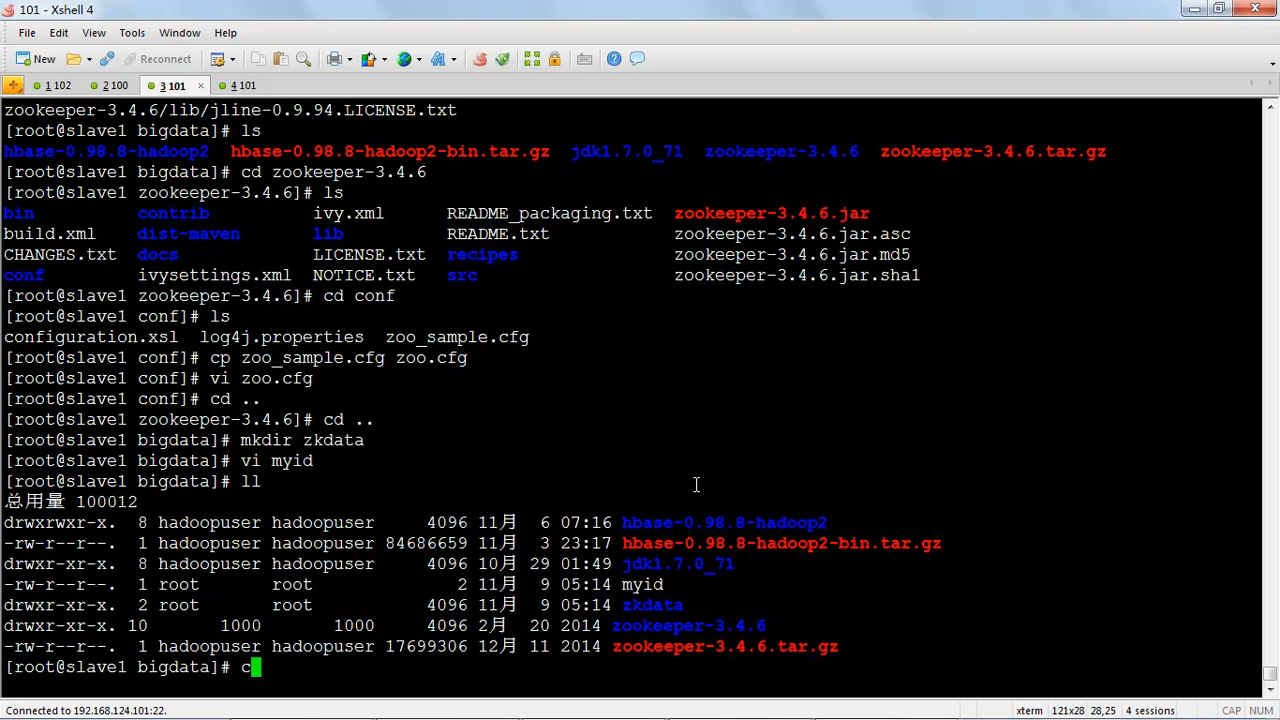 101 - Xshell 4
File Edit View Tools Window Help
New Reconnect
1 102 2 100 3 101 × 4 101
zookeeper-3.4.6/lib/jline-0.9.94.LICENSE.txt
[root@slave1 bigdata]# ls
hbase-0.98.8-hadoop2 hbase-0.98.8-hadoop2-bin.tar.gz jdk1.7.0_71 zookeeper-3.4.6 zookeeper-3.4.6.tar.gz
[root@slave1 bigdata]# cd zookeeper-3.4.6
[root@slave1 zookeeper-3.4.6]# ls
bin contrib ivy.xml README_packaging.txt zookeeper-3.4.6.jar
build.xml dist-maven lib README.txt zookeeper-3.4.6.jar.asc
CHANGES.txt docs LICENSE.txt recipes zookeeper-3.4.6.jar.md5
conf ivysettings.xml NOTICE.txt src zookeeper-3.4.6.jar.sha1
[root@slave1 zookeeper-3.4.6]# cd conf
[root@slave1 conf]# ls
configuration.xsl log4j.properties zoo_sample.cfg
[root@slave1 conf]# cp zoo_sample.cfg zoo.cfg
[root@slave1 conf]# vi zoo.cfg
[root@slave1 conf]# cd ..
[root@slave1 zookeeper-3.4.6]# cd ..
[root@slave1 bigdata]# mkdir zkdata
[root@slave1 bigdata]# vi myid
[root@slave1 bigdata]# ll
总用量 100012
drwxrwxr-x. 8 hadoopuser hadoopuser 4096 11月 6 07:16 hbase-0.98.8-hadoop2
-rw-r--r--. 1 hadoopuser hadoopuser 84686659 11月 3 23:17 hbase-0.98.8-hadoop2-bin.tar.gz
drwxr-xr-x. 8 hadoopuser hadoopuser 4096 10月 29 01:49 jdk1.7.0_71
-rw-r--r--. 1 root root 2 11月 9 05:14 myid
drwxr-xr-x. 2 root root 4096 11月 9 05:14 zkdata
drwxr-xr-x. 10 1000 1000 4096 2月 20 2014 zookeeper-3.4.6
-rw-r--r--. 1 hadoopuser hadoopuser 17699306 12月 11 2014 zookeeper-3.4.6.tar.gz
[root@slave1 bigdata]# c
Connected to 192.168.124.101:22. xterm 121x28 28,25 4 sessions CAP NUM